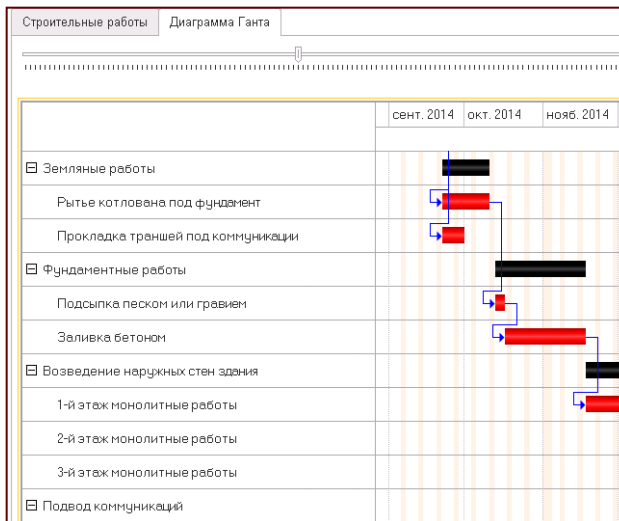 Строительные работы
Диаграмма Ганта
сент. 2014 окт. 2014 нояб. 2014
Земляные работы
Рытье котлована под фундамент
Прокладка траншей под коммуникации
Фундаментные работы
Подсыпка песком или гравием
Заливка бетоном
Возведение наружных стен здания
1-й этаж монолитные работы
2-й этаж монолитные работы
3-й этаж монолитные работы
Подвод коммуникаций